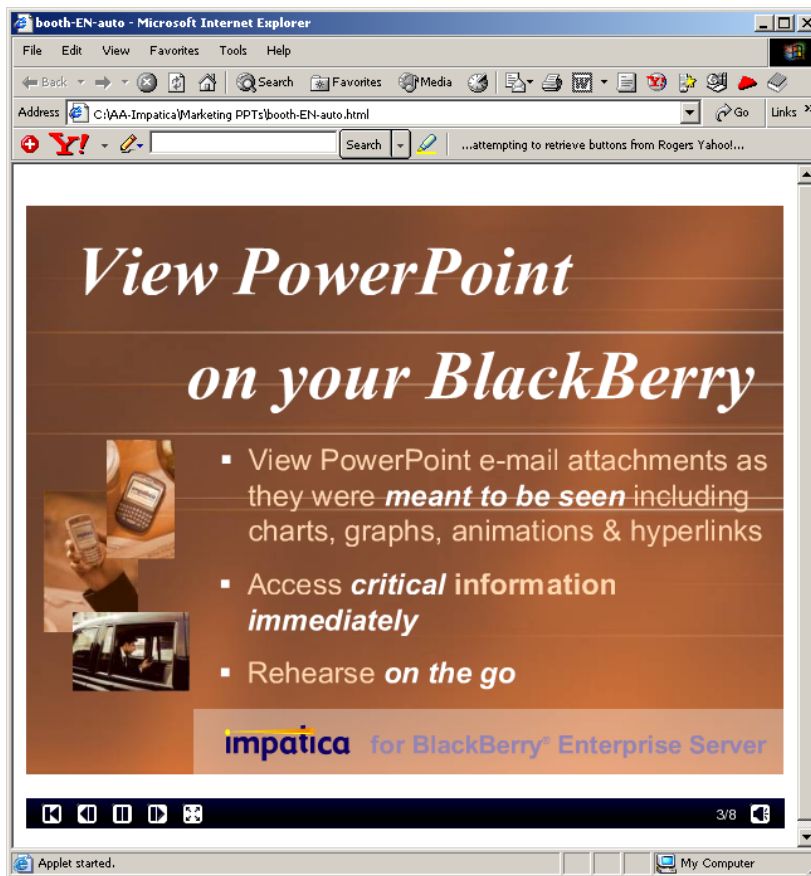 booth-EN-auto - Microsoft Internet Explorer
File Edit View Favorites Tools Help
Back Search Favorites Media
Address C:\AA-Impatica\Marketing PPTs\booth-EN-auto.html Go Links »
Y! Search ...attempting to retrieve buttons from Rogers Yahoo!...
View PowerPoint
on your BlackBerry
▪ View PowerPoint e-mail attachments as
they were meant to be seen including
charts, graphs, animations & hyperlinks
▪ Access critical information
immediately
▪ Rehearse on the go
impatica for BlackBerry® Enterprise Server
3/8
Applet started. My Computer